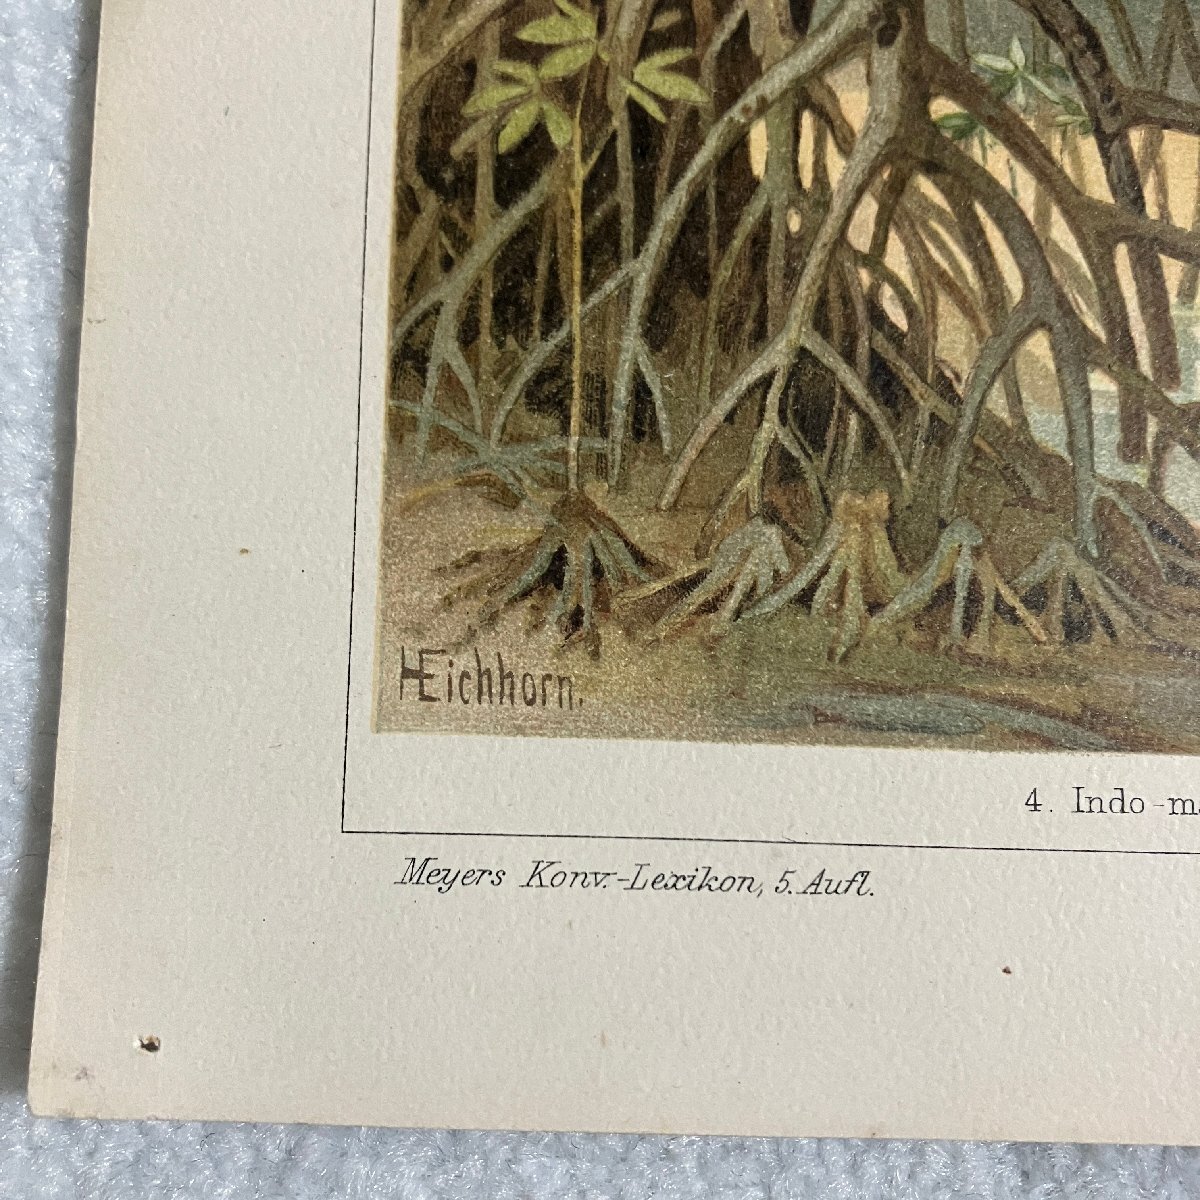 HEichhorn.
4. Indo-ma
Meyers Konv.-Lexikon, 5. Aufl.